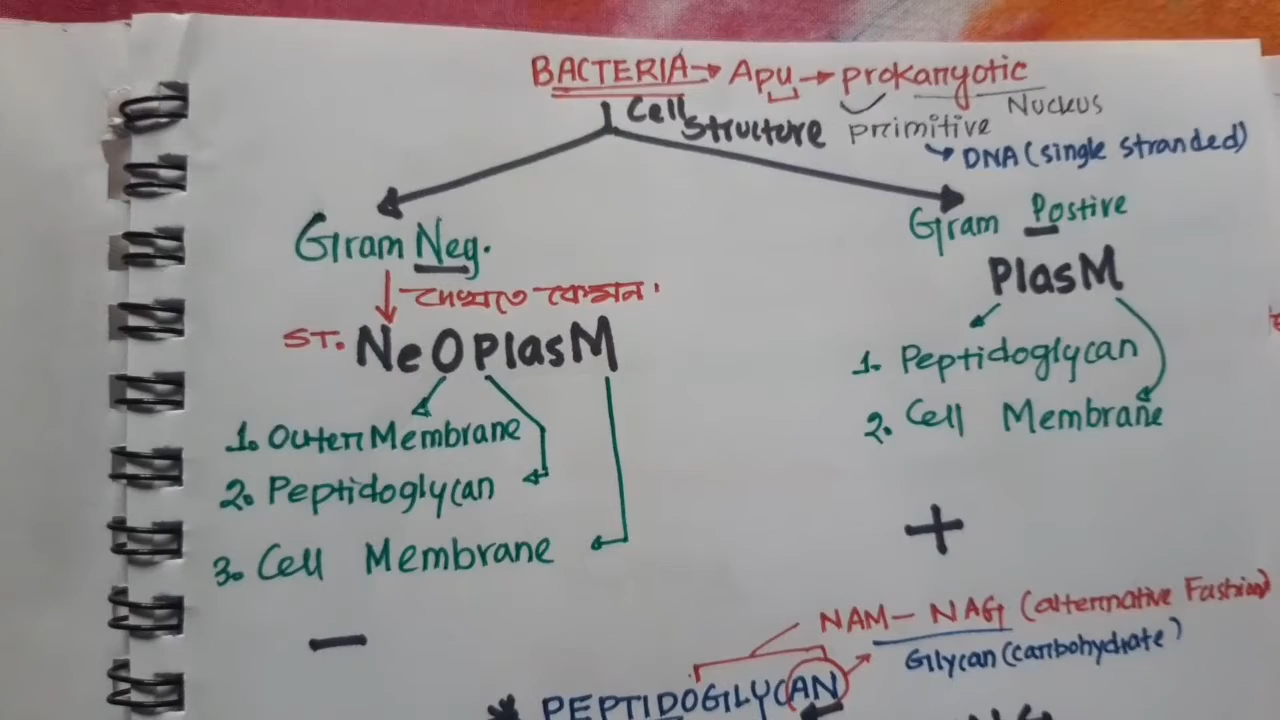 BACTERIA → Apu → prokaryotic
Cell Structure
primitive Nuckus
DNA (single stranded)
Gram Neg.
Gram Postive
দেখতে কেমন।
ST. NeOplasM
PlasM
1. Outer Membrane
2. Peptidoglycan
3. Cell Membrane
1. Peptidoglycan
2. Cell Membrane
+
−
NAM – NAG (alternative Fashion)
Glycan (carbohydrate)
* PEPTIDOGLYCAN